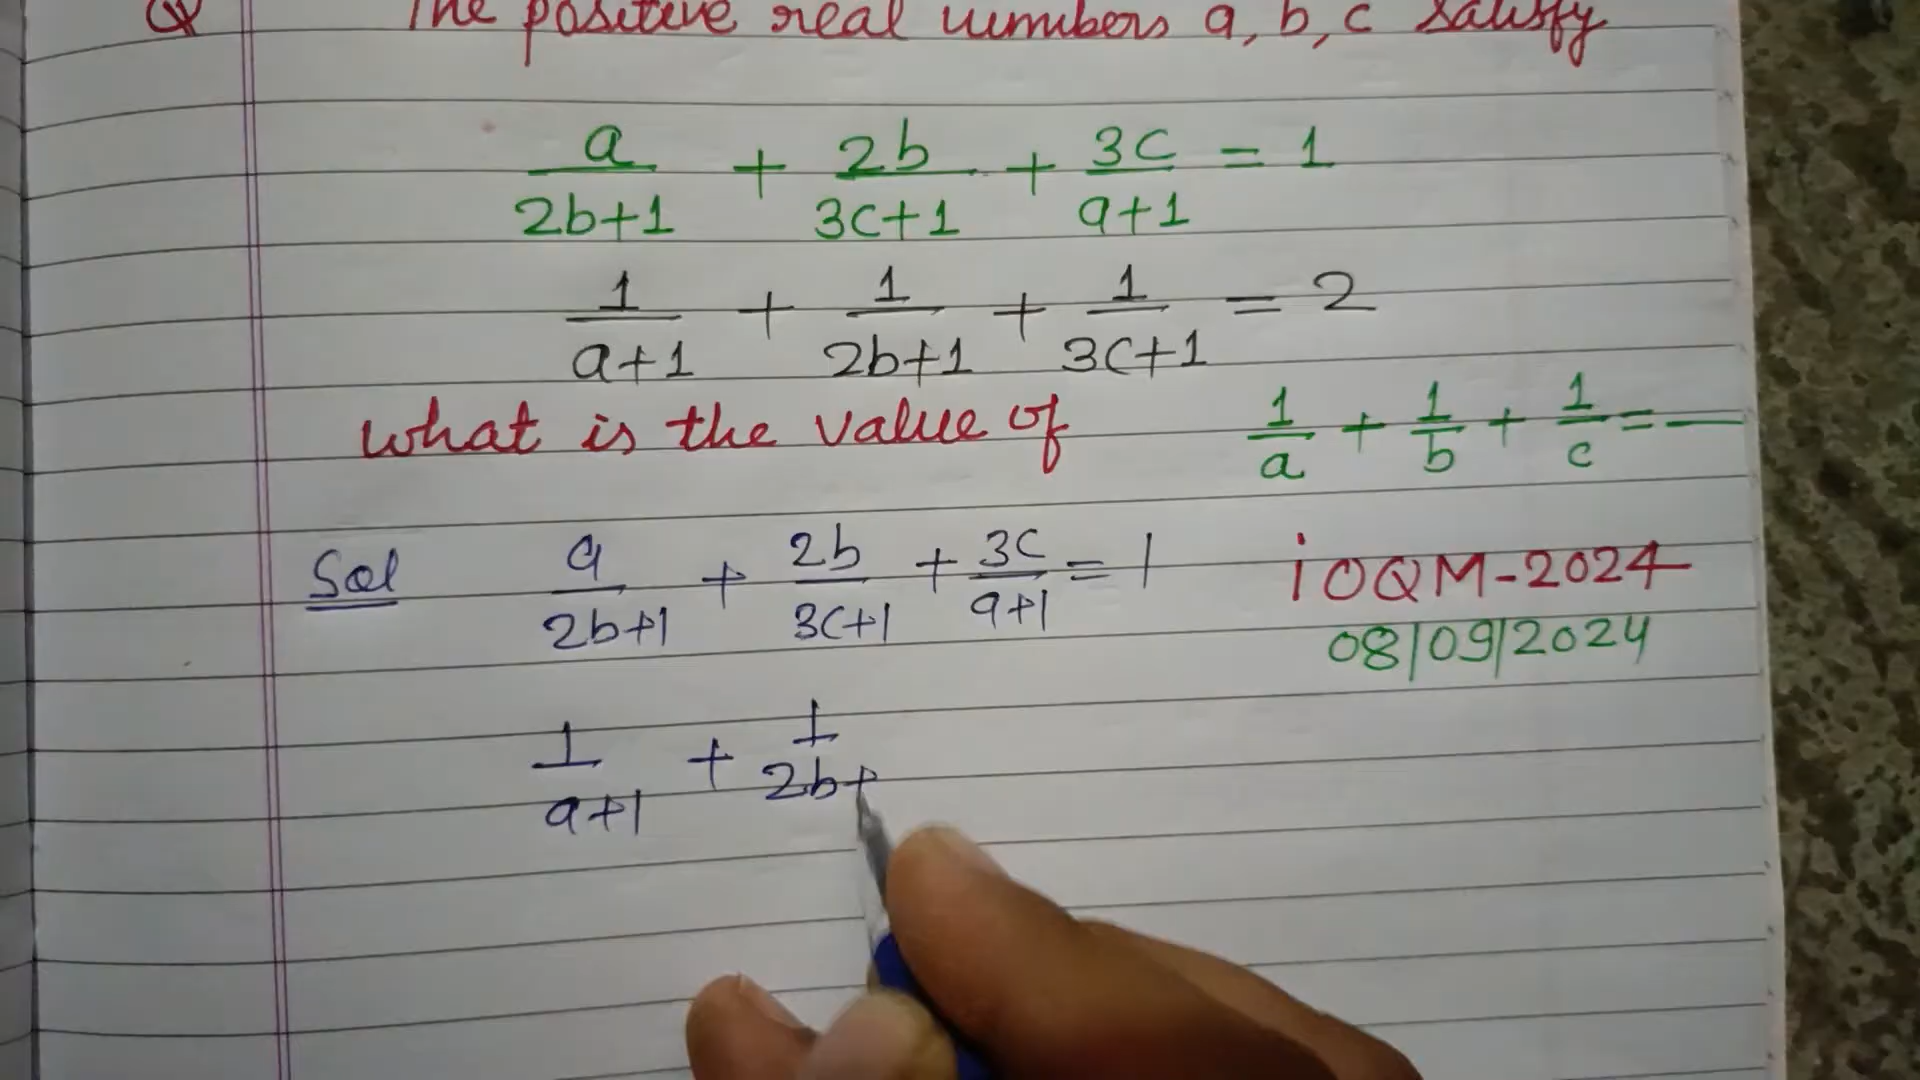 Q The positive real numbers a, b, c satisfy
a/(2b+1) + 2b/(3c+1) + 3c/(a+1) = 1
1/(a+1) + 1/(2b+1) + 1/(3c+1) = 2
what is the value of 1/a + 1/b + 1/c = —
Sol a/(2b+1) + 2b/(3c+1) + 3c/(a+1) = 1
iOQM-2024
08/09/2024
1/(a+1) + 1/(2b+